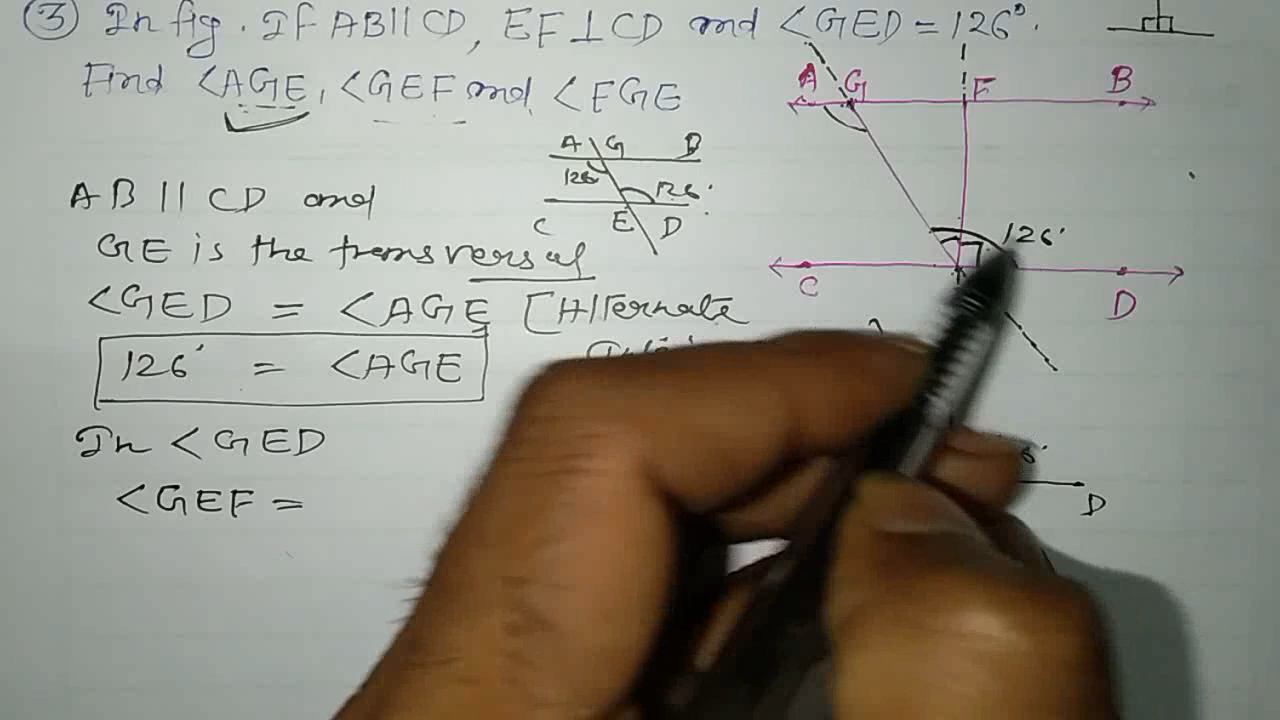 ③ In fig. If AB||CD, EF⊥CD and <GED = 126°.
Find <AGE, <GEF and <FGE
A G F B
A G B
126 126°
C E D
AB || CD and
GE is the transversal
<GED = <AGE [Alternate
126° = <AGE
In <GED
<GEF =
126°
C D
D